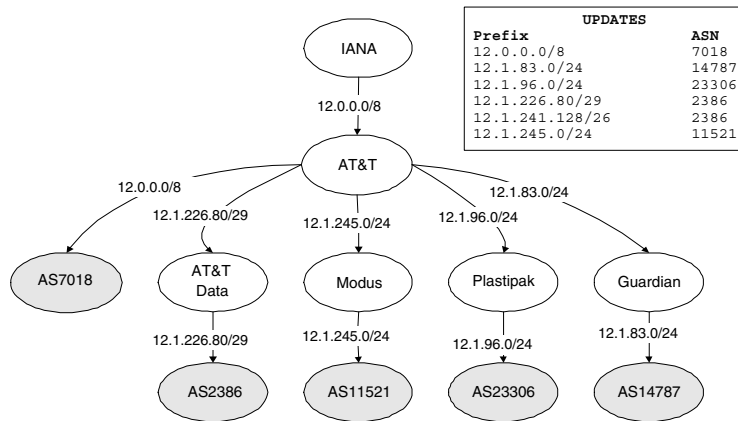 UPDATES
Prefix ASN
12.0.0.0/8 7018
12.1.83.0/24 14787
12.1.96.0/24 23306
12.1.226.80/29 2386
12.1.241.128/26 2386
12.1.245.0/24 11521
IANA
12.0.0.0/8
AT&T
12.0.0.0/8
12.1.226.80/29
12.1.245.0/24
12.1.96.0/24
12.1.83.0/24
AS7018
AT&T
Data
Modus
Plastipak
Guardian
12.1.226.80/29
12.1.245.0/24
12.1.96.0/24
12.1.83.0/24
AS2386
AS11521
AS23306
AS14787